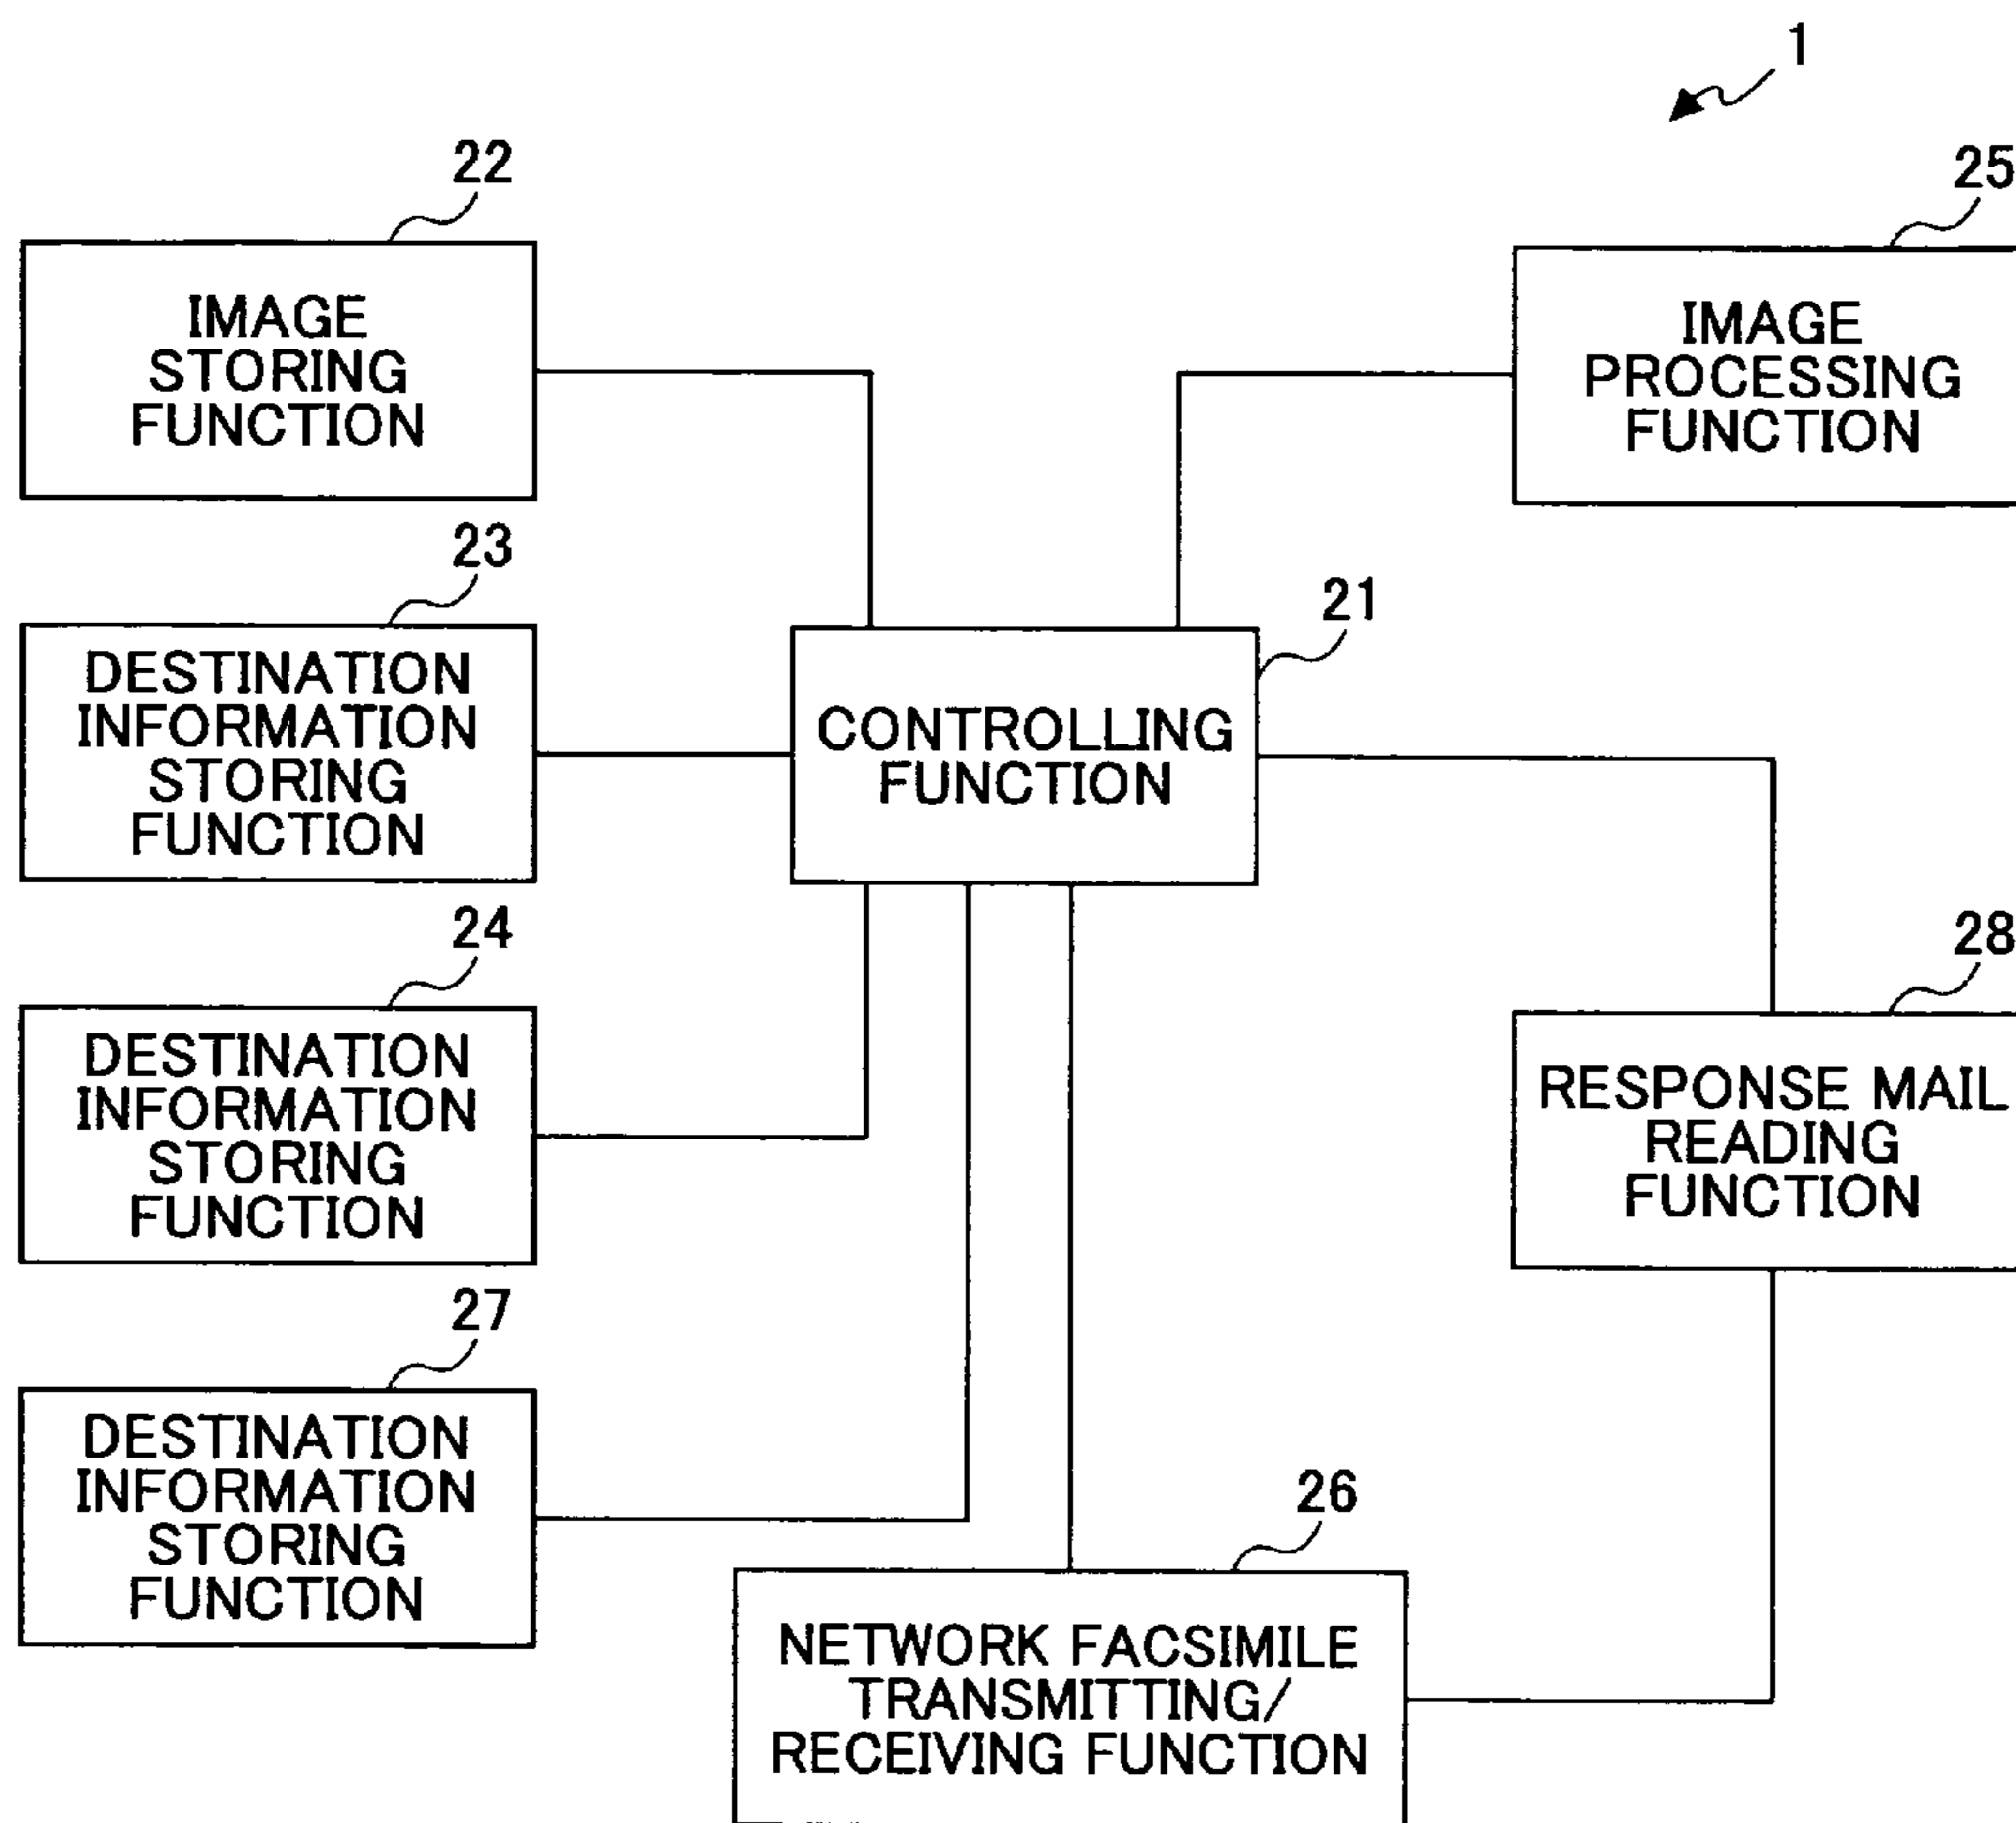 1
22
IMAGE
STORING
FUNCTION
25
IMAGE
PROCESSING
FUNCTION
23
DESTINATION
INFORMATION
STORING
FUNCTION
21
CONTROLLING
FUNCTION
24
DESTINATION
INFORMATION
STORING
FUNCTION
28
RESPONSE MAIL
READING
FUNCTION
27
DESTINATION
INFORMATION
STORING
FUNCTION
26
NETWORK FACSIMILE
TRANSMITTING/
RECEIVING FUNCTION